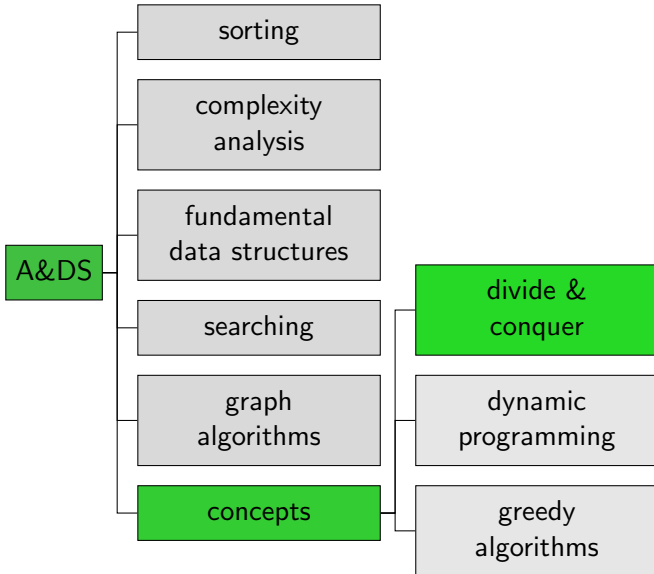 sorting
complexity
analysis
fundamental
data structures
A&DS
searching
divide &
conquer
graph
algorithms
dynamic
programming
concepts
greedy
algorithms